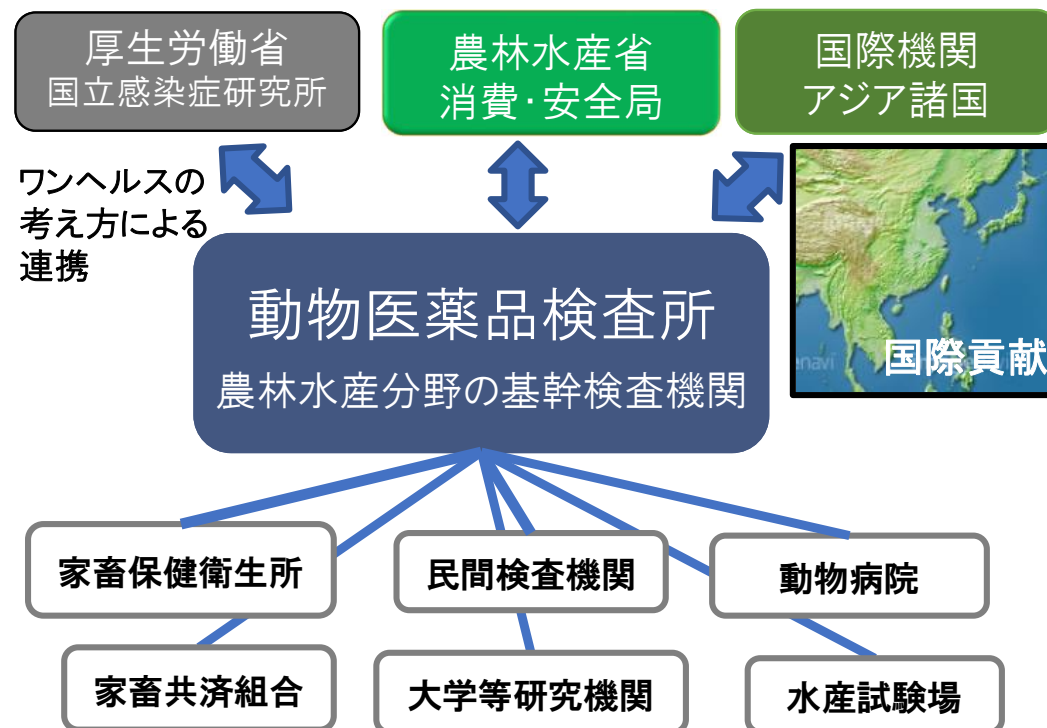 厚生労働省
国立感染症研究所
農林水産省
消費・安全局
国際機関
アジア諸国
ワンヘルスの
考え方による
連携
動物医薬品検査所
農林水産分野の基幹検査機関
enavi
国際貢献
家畜保健衛生所
民間検査機関
動物病院
家畜共済組合
大学等研究機関
水産試験場